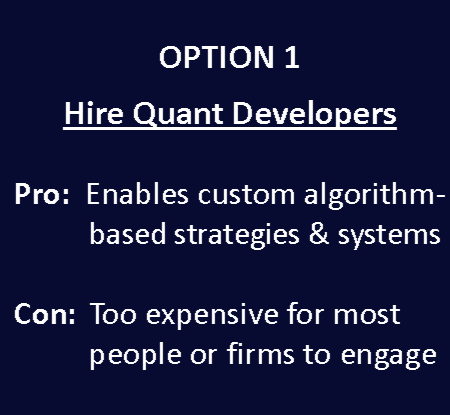 OPTION 1
Hire Quant Developers
Pro: Enables custom algorithm-
based strategies & systems
Con: Too expensive for most
people or firms to engage